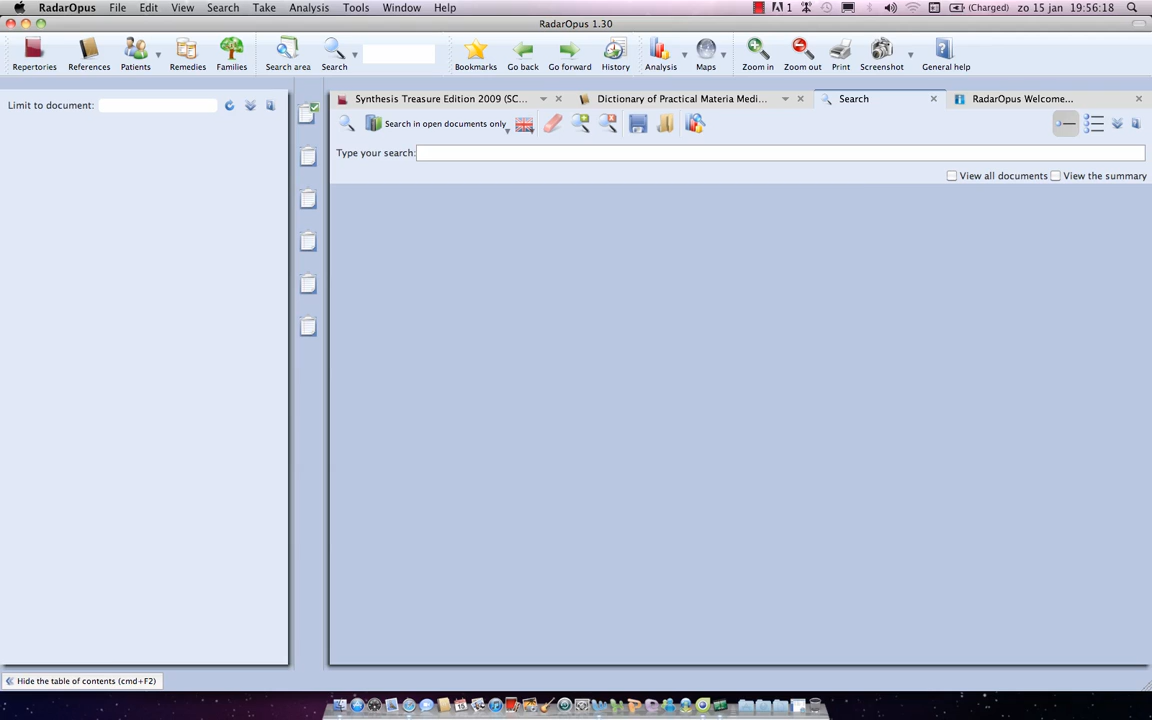 RadarOpus File Edit View Search Take Analysis Tools Window Help 1 (Charged) zo 15 jan 19:56:18
RadarOpus 1.30
Repertories References Patients Remedies Families Search area Search Bookmarks Go back Go forward History Analysis Maps Zoom in Zoom out Print Screenshot General help
Limit to document:
Synthesis Treasure Edition 2009 (SC... Dictionary of Practical Materia Medi... Search RadarOpus Welcome...
Search in open documents only
Type your search:
View all documents View the summary
Hide the table of contents (cmd+F2)